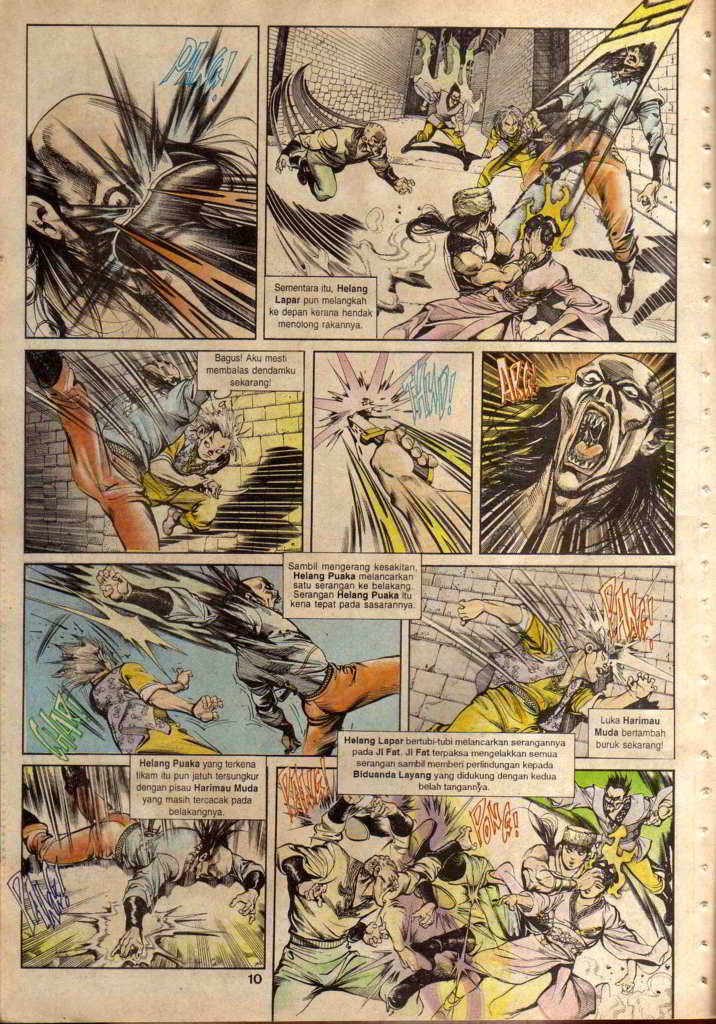 PANG!
Sementara itu, Helang
Lapar pun melangkah
ke depan kerana hendak
menolong rakannya.
Bagus! Aku mesti
membalas dendamku
sekarang!
ARG!
Sambil mengerang kesakitan,
Helang Puaka melancarkan
satu serangan ke belakang.
Serangan Helang Puaka itu
kena tepat pada sasarannya.
Luka Harimau
Muda bertambah
buruk sekarang!
Helang Puaka yang terkena
tikam itu pun jatuh tersungkur
dengan pisau Harimau Muda
yang masih tercacak pada
belakangnya.
Helang Lapar bertubi-tubi melancarkan serangannya
pada JI Fat. JI Fat terpaksa mengelakkan semua
serangan sambil memberi perlindungan kepada
Biduanda Layang yang didukung dengan kedua
belah tangannya.
PONG!
10